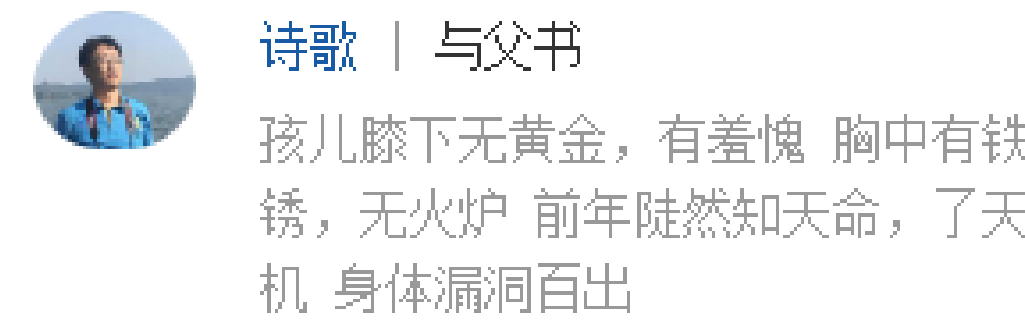 诗歌 | 与父书
孩儿膝下无黄金，有羞愧 胸中有铁
锈，无火炉 前年陡然知天命，了天
机 身体漏洞百出